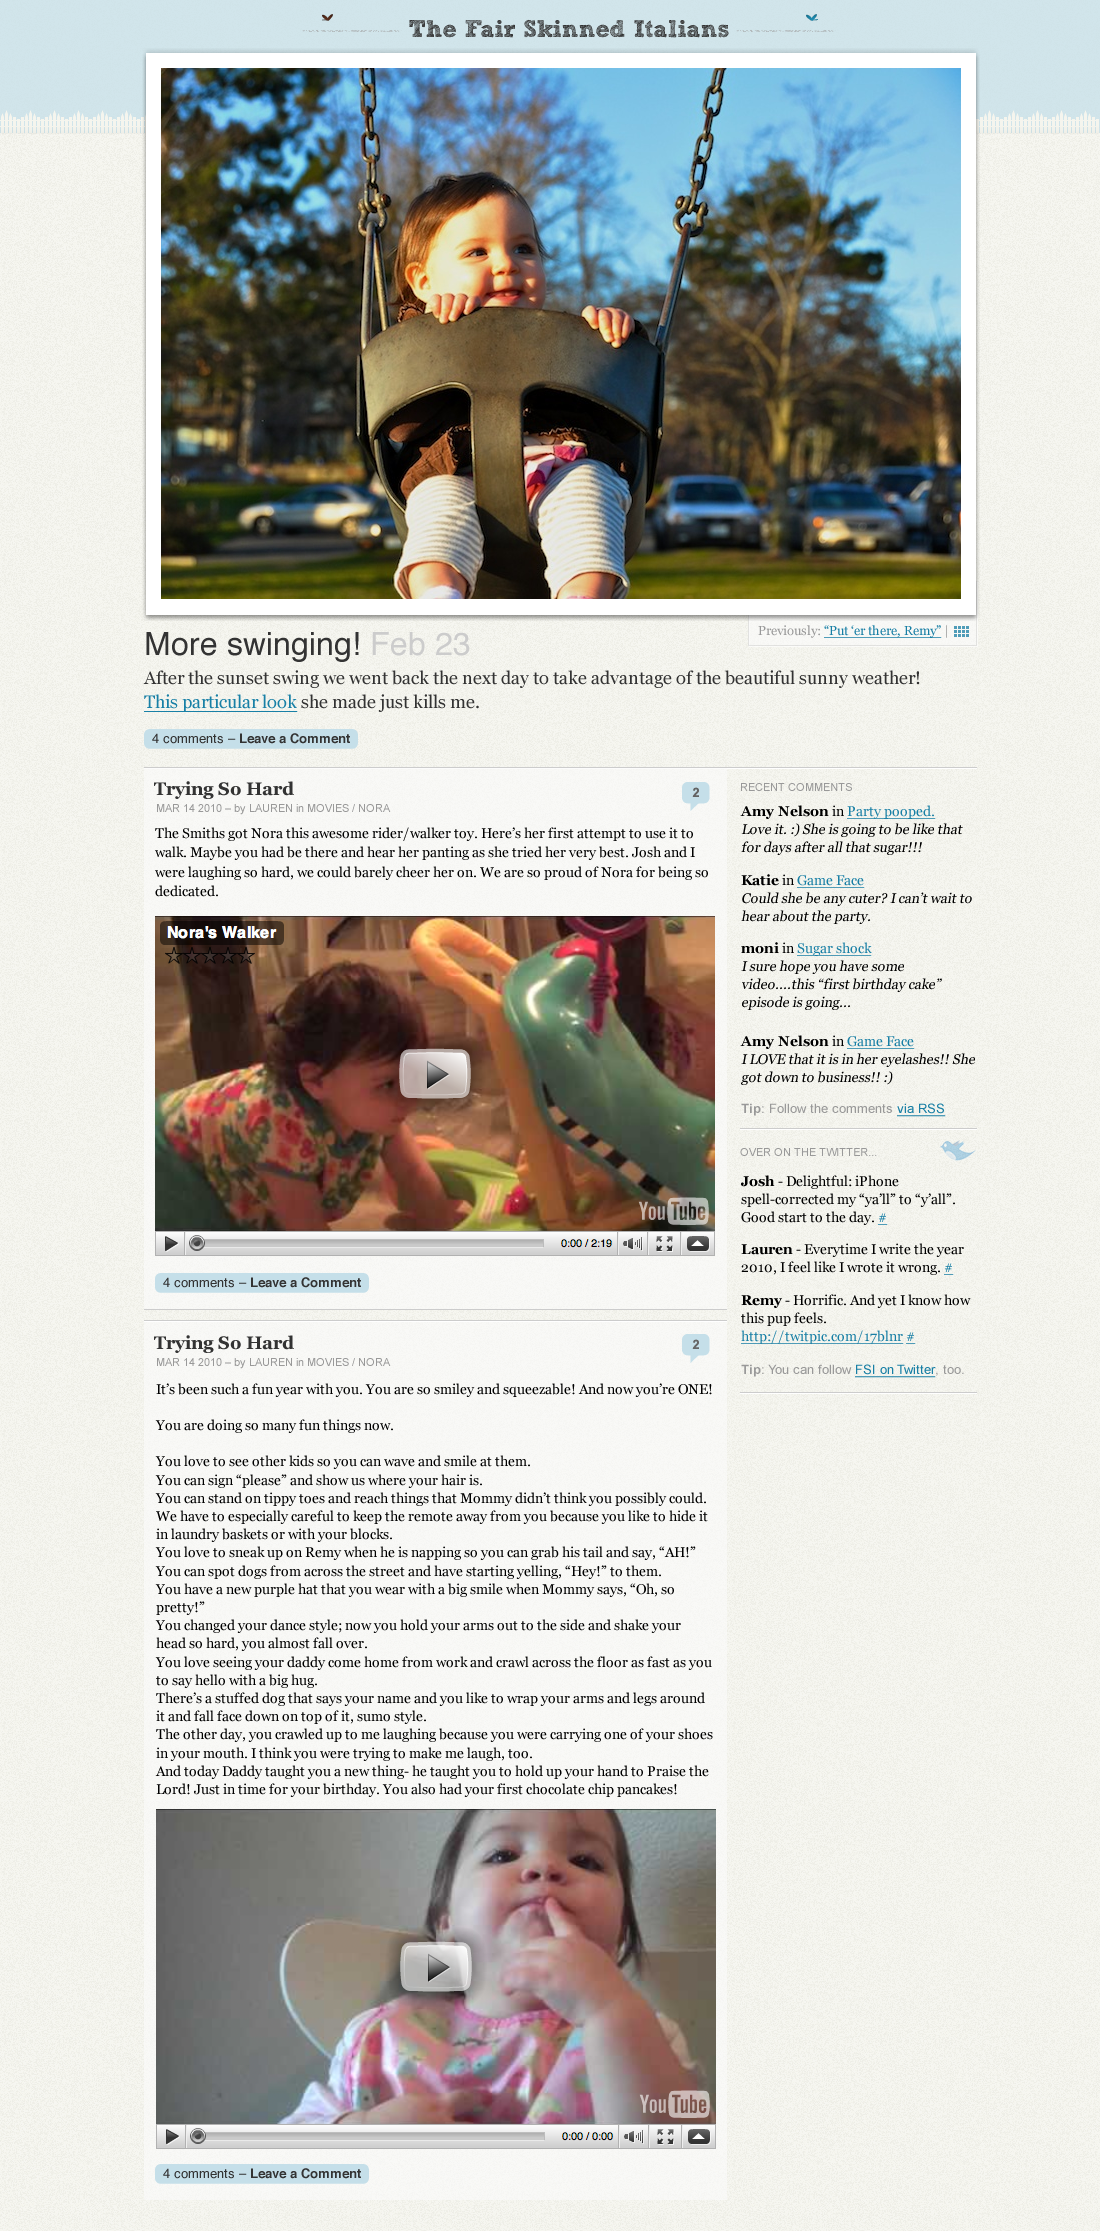 The Fair Skinned Italians
More swinging! Feb 23
Previously: “Put ‘er there, Remy” |
After the sunset swing we went back the next day to take advantage of the beautiful sunny weather!
This particular look she made just kills me.
4 comments – Leave a Comment
Trying So Hard
2
MAR 14 2010 – by LAUREN in MOVIES / NORA
The Smiths got Nora this awesome rider/walker toy. Here’s her first attempt to use it to
walk. Maybe you had be there and hear her panting as she tried her very best. Josh and I
were laughing so hard, we could barely cheer her on. We are so proud of Nora for being so
dedicated.
Nora's Walker
YouTube
0:00 / 2:19
4 comments – Leave a Comment
Trying So Hard
2
MAR 14 2010 – by LAUREN in MOVIES / NORA
It’s been such a fun year with you. You are so smiley and squeezable! And now you’re ONE!
You are doing so many fun things now.
You love to see other kids so you can wave and smile at them.
You can sign “please” and show us where your hair is.
You can stand on tippy toes and reach things that Mommy didn’t think you possibly could.
We have to especially careful to keep the remote away from you because you like to hide it
in laundry baskets or with your blocks.
You love to sneak up on Remy when he is napping so you can grab his tail and say, “AH!”
You can spot dogs from across the street and have starting yelling, “Hey!” to them.
You have a new purple hat that you wear with a big smile when Mommy says, “Oh, so
pretty!”
You changed your dance style; now you hold your arms out to the side and shake your
head so hard, you almost fall over.
You love seeing your daddy come home from work and crawl across the floor as fast as you
to say hello with a big hug.
There’s a stuffed dog that says your name and you like to wrap your arms and legs around
it and fall face down on top of it, sumo style.
The other day, you crawled up to me laughing because you were carrying one of your shoes
in your mouth. I think you were trying to make me laugh, too.
And today Daddy taught you a new thing- he taught you to hold up your hand to Praise the
Lord! Just in time for your birthday. You also had your first chocolate chip pancakes!
YouTube
0:00 / 0:00
4 comments – Leave a Comment
RECENT COMMENTS
Amy Nelson in Party pooped.
Love it. :) She is going to be like that
for days after all that sugar!!!
Katie in Game Face
Could she be any cuter? I can’t wait to
hear about the party.
moni in Sugar shock
I sure hope you have some
video....this “first birthday cake”
episode is going...
Amy Nelson in Game Face
I LOVE that it is in her eyelashes!! She
got down to business!! :)
Tip: Follow the comments via RSS
OVER ON THE TWITTER...
Josh - Delightful: iPhone
spell-corrected my “ya’ll” to “y’all”.
Good start to the day. #
Lauren - Everytime I write the year
2010, I feel like I wrote it wrong. #
Remy - Horrific. And yet I know how
this pup feels.
http://twitpic.com/17blnr #
Tip: You can follow FSI on Twitter, too.